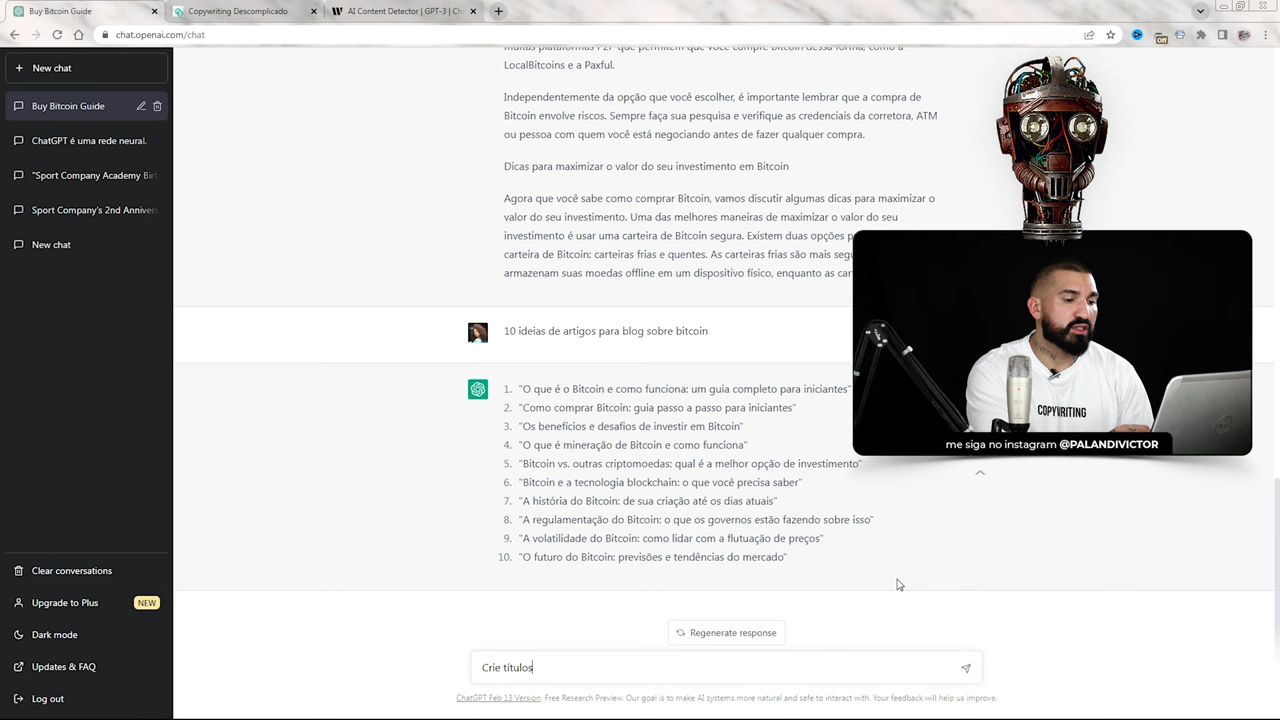 Buy Bitcoin Guide
Copywriting Descomplicado
AI Content Detector | GPT-3 | Ch
chat.openai.com/chat
Off
New chat
Buy Bitcoin Guide
ChatGPT é uma rede neural.
"Sport Company Academy Birt
Sport Company's 2nd Annivers
New chat
Clear conversations
Upgrade to Plus NEW
Dark mode
Updates & FAQ
Log out
muitas plataformas P2P que permitem que você compre Bitcoin dessa forma, como a
LocalBitcoins e a Paxful.
Independentemente da opção que você escolher, é importante lembrar que a compra de
Bitcoin envolve riscos. Sempre faça sua pesquisa e verifique as credenciais da corretora, ATM
ou pessoa com quem você está negociando antes de fazer qualquer compra.
Dicas para maximizar o valor do seu investimento em Bitcoin
Agora que você sabe como comprar Bitcoin, vamos discutir algumas dicas para maximizar o
valor do seu investimento. Uma das melhores maneiras de maximizar o valor do seu
investimento é usar uma carteira de Bitcoin segura. Existem duas opções p
carteira de Bitcoin: carteiras frias e quentes. As carteiras frias são mais segu
armazenam suas moedas offline em um dispositivo físico, enquanto as car
10 ideias de artigos para blog sobre bitcoin
1. "O que é o Bitcoin e como funciona: um guia completo para iniciantes"
2. "Como comprar Bitcoin: guia passo a passo para iniciantes"
3. "Os benefícios e desafios de investir em Bitcoin"
4. "O que é mineração de Bitcoin e como funciona"
5. "Bitcoin vs. outras criptomoedas: qual é a melhor opção de investimento"
6. "Bitcoin e a tecnologia blockchain: o que você precisa saber"
7. "A história do Bitcoin: de sua criação até os dias atuais"
8. "A regulamentação do Bitcoin: o que os governos estão fazendo sobre isso"
9. "A volatilidade do Bitcoin: como lidar com a flutuação de preços"
10. "O futuro do Bitcoin: previsões e tendências do mercado"
COPYWRITING
me siga no instagram @PALANDIVICTOR
Regenerate response
Crie títulos
ChatGPT Feb 13 Version. Free Research Preview. Our goal is to make AI systems more natural and safe to interact with. Your feedback will help us improve.